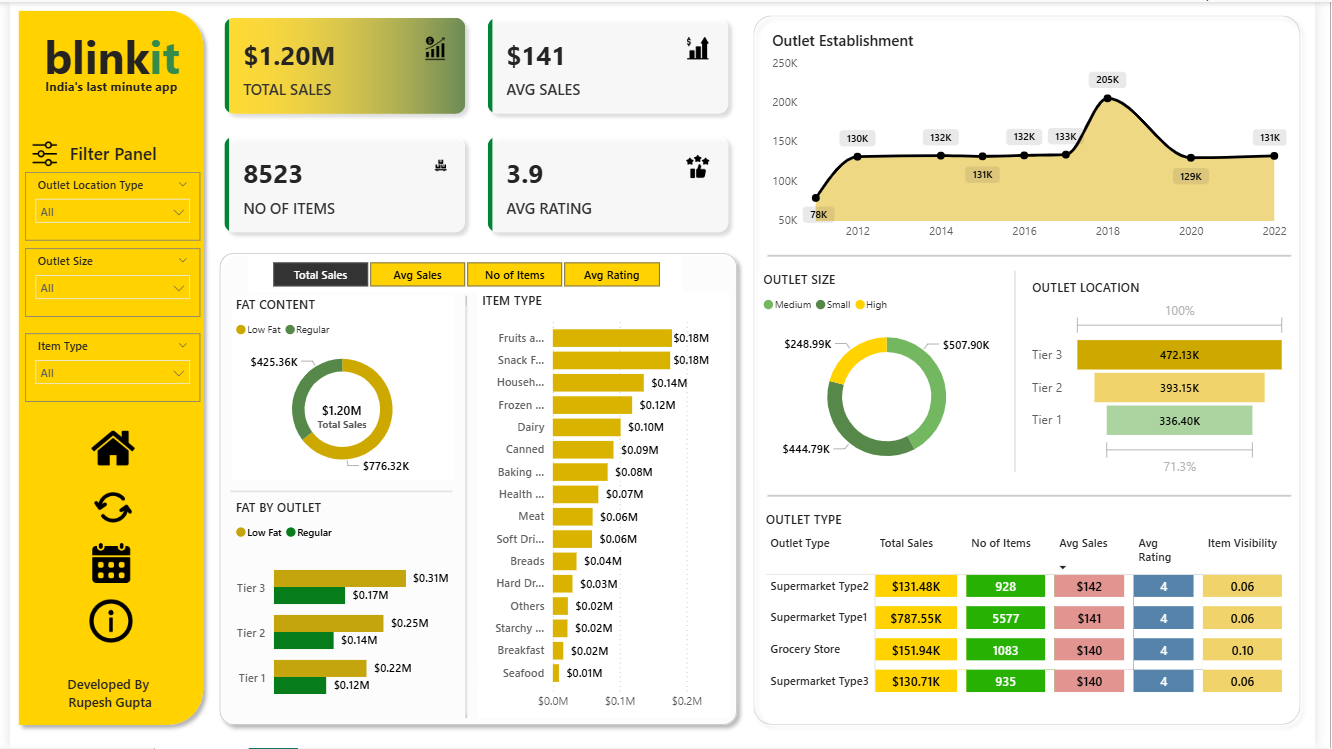 blinkit
India's last minute app
Filter Panel
Outlet Location Type
All
Outlet Size
All
Item Type
All
Developed By
Rupesh Gupta
$1.20M
TOTAL SALES
$141
AVG SALES
8523
NO OF ITEMS
3.9
AVG RATING
Total Sales Avg Sales No of Items Avg Rating
FAT CONTENT
Low Fat Regular
$425.36K
$1.20M
Total Sales
$776.32K
FAT BY OUTLET
Low Fat Regular
Tier 3 $0.31M
$0.17M
Tier 2 $0.25M
$0.14M
Tier 1 $0.22M
$0.12M
ITEM TYPE
Fruits a... $0.18M
Snack F... $0.18M
Househ... $0.14M
Frozen ... $0.12M
Dairy $0.10M
Canned $0.09M
Baking ... $0.08M
Health ... $0.07M
Meat $0.06M
Soft Dri... $0.06M
Breads $0.04M
Hard Dr... $0.03M
Others $0.02M
Starchy ... $0.02M
Breakfast $0.02M
Seafood $0.01M
$0.0M $0.1M $0.2M
Outlet Establishment
250K
200K
150K
100K
50K
78K 130K 132K 131K 132K 133K 205K 129K 131K
2012 2014 2016 2018 2020 2022
OUTLET SIZE
Medium Small High
$248.99K
$507.90K
$444.79K
OUTLET LOCATION
100%
Tier 3 472.13K
Tier 2 393.15K
Tier 1 336.40K
71.3%
OUTLET TYPE
Outlet Type Total Sales No of Items Avg Sales Avg Rating Item Visibility
Supermarket Type2 $131.48K 928 $142 4 0.06
Supermarket Type1 $787.55K 5577 $141 4 0.06
Grocery Store $151.94K 1083 $140 4 0.10
Supermarket Type3 $130.71K 935 $140 4 0.06